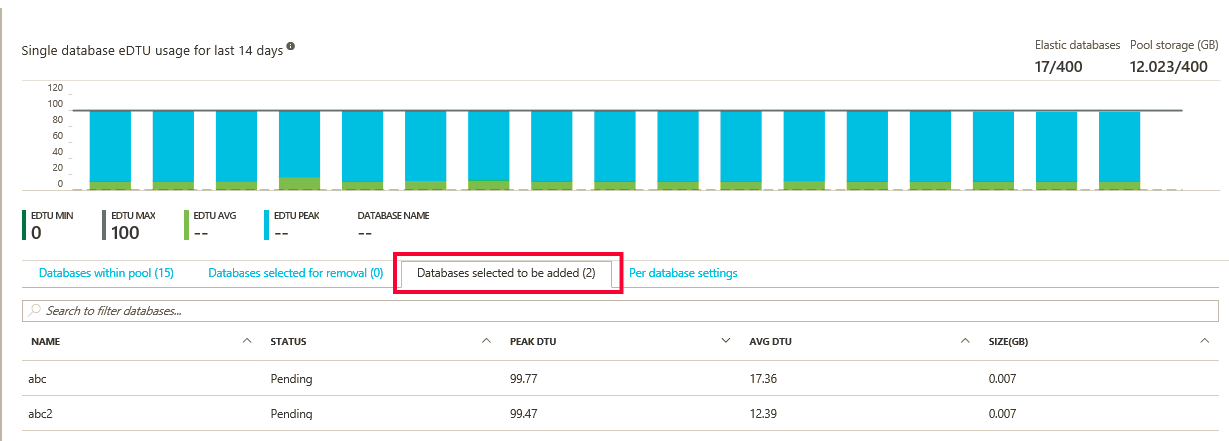 Single database eDTU usage for last 14 days
Elastic databases Pool storage (GB)
17/400 12.023/400
120
100
80
60
40
20
0
EDTU MIN EDTU MAX EDTU AVG EDTU PEAK DATABASE NAME
0 100 -- -- --
Databases within pool (15) Databases selected for removal (0) Databases selected to be added (2) Per database settings
Search to filter databases...
NAME STATUS PEAK DTU AVG DTU SIZE(GB)
abc Pending 99.77 17.36 0.007
abc2 Pending 99.47 12.39 0.007